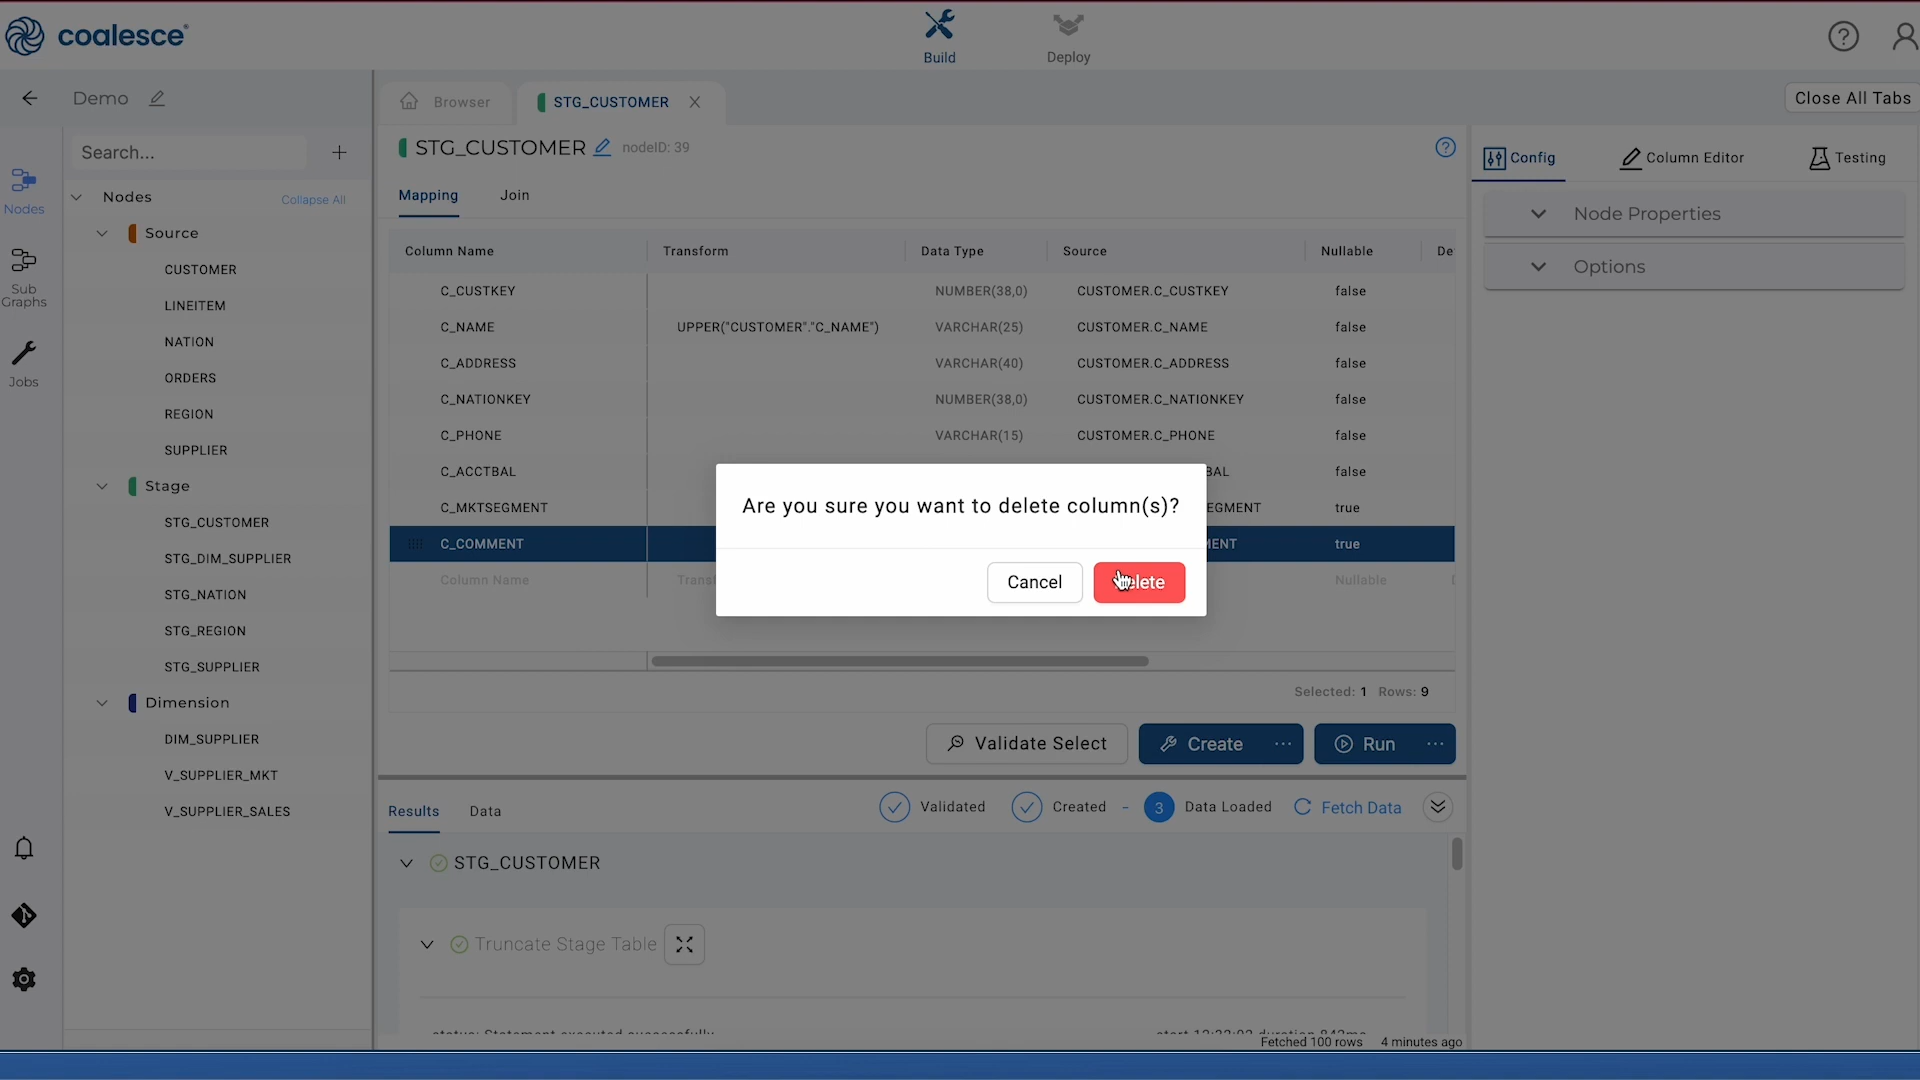 coalesce
Build
Deploy
Demo
Browser
STG_CUSTOMER
Close All Tabs
Search...
STG_CUSTOMER
nodeID: 39
Config
Column Editor
Testing
Nodes
Sub
Graphs
Jobs
Nodes
Collapse All
Source
CUSTOMER
LINEITEM
NATION
ORDERS
REGION
SUPPLIER
Stage
STG_CUSTOMER
STG_DIM_SUPPLIER
STG_NATION
STG_REGION
STG_SUPPLIER
Dimension
DIM_SUPPLIER
V_SUPPLIER_MKT
V_SUPPLIER_SALES
Mapping Join
Column Name Transform Data Type Source Nullable De
C_CUSTKEY NUMBER(38,0) CUSTOMER.C_CUSTKEY false
C_NAME UPPER("CUSTOMER"."C_NAME") VARCHAR(25) CUSTOMER.C_NAME false
C_ADDRESS VARCHAR(40) CUSTOMER.C_ADDRESS false
C_NATIONKEY NUMBER(38,0) CUSTOMER.C_NATIONKEY false
C_PHONE VARCHAR(15) CUSTOMER.C_PHONE false
C_ACCTBAL BAL false
C_MKTSEGMENT EGMENT true
C_COMMENT MENT true
Column Name Trans Nullable
Are you sure you want to delete column(s)?
Cancel
Selected: 1 Rows: 9
Validate Select
Create
Run
Node Properties
Options
Results
Data
Validated
Created
-
3 Data Loaded
Fetch Data
STG_CUSTOMER
Truncate Stage Table
Fetched 100 rows 4 minutes ago